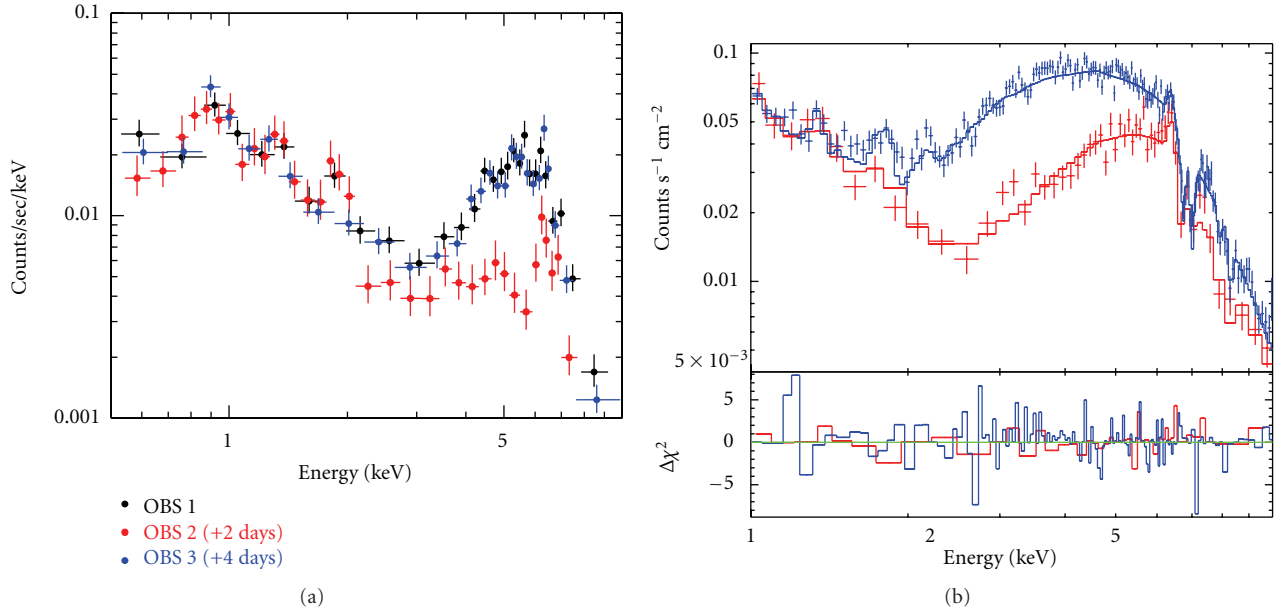 0.1
0.01
0.001
Counts/sec/keV
1
5
Energy (keV)
OBS 1
OBS 2 (+2 days)
OBS 3 (+4 days)
(a)
0.1
0.05
0.02
0.01
5 × 10⁻³
Counts s⁻¹ cm⁻²
5
0
−5
Δχ²
1
2
5
Energy (keV)
(b)